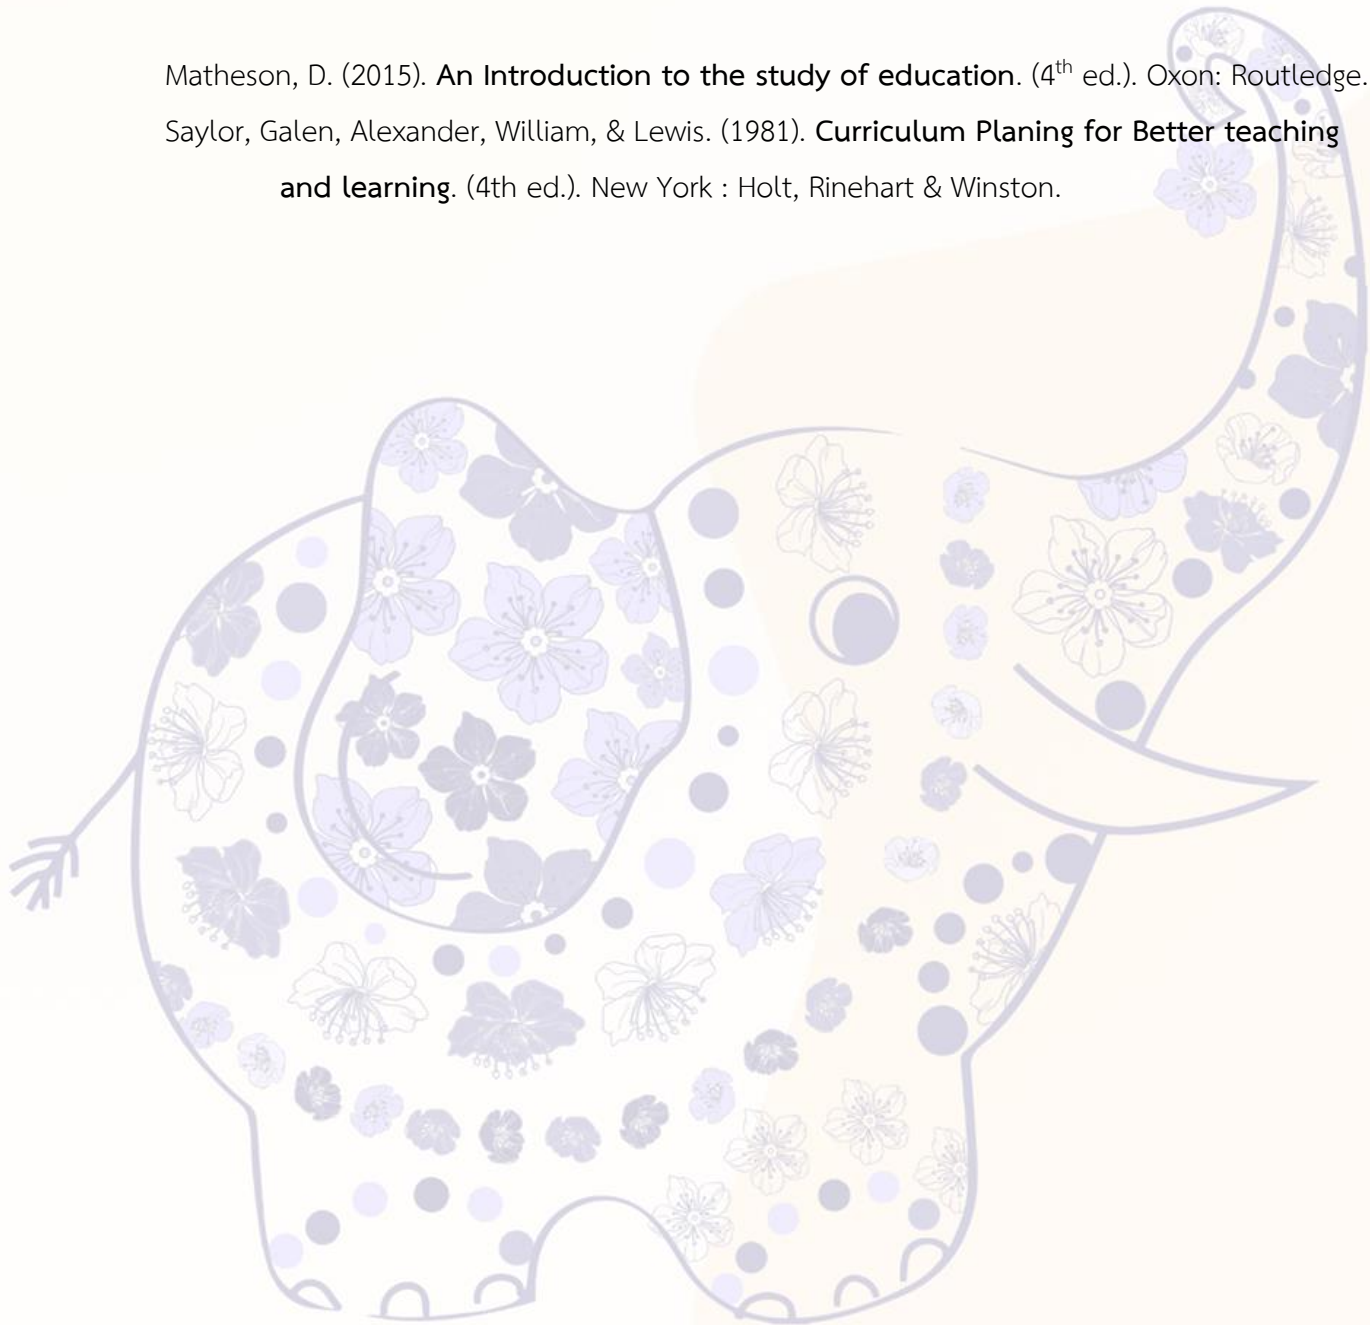 Matheson, D. (2015). An Introduction to the study of education. (4th ed.). Oxon: Routledge.
Saylor, Galen, Alexander, William, & Lewis. (1981). Curriculum Planing for Better teaching
and learning. (4th ed.). New York : Holt, Rinehart & Winston.